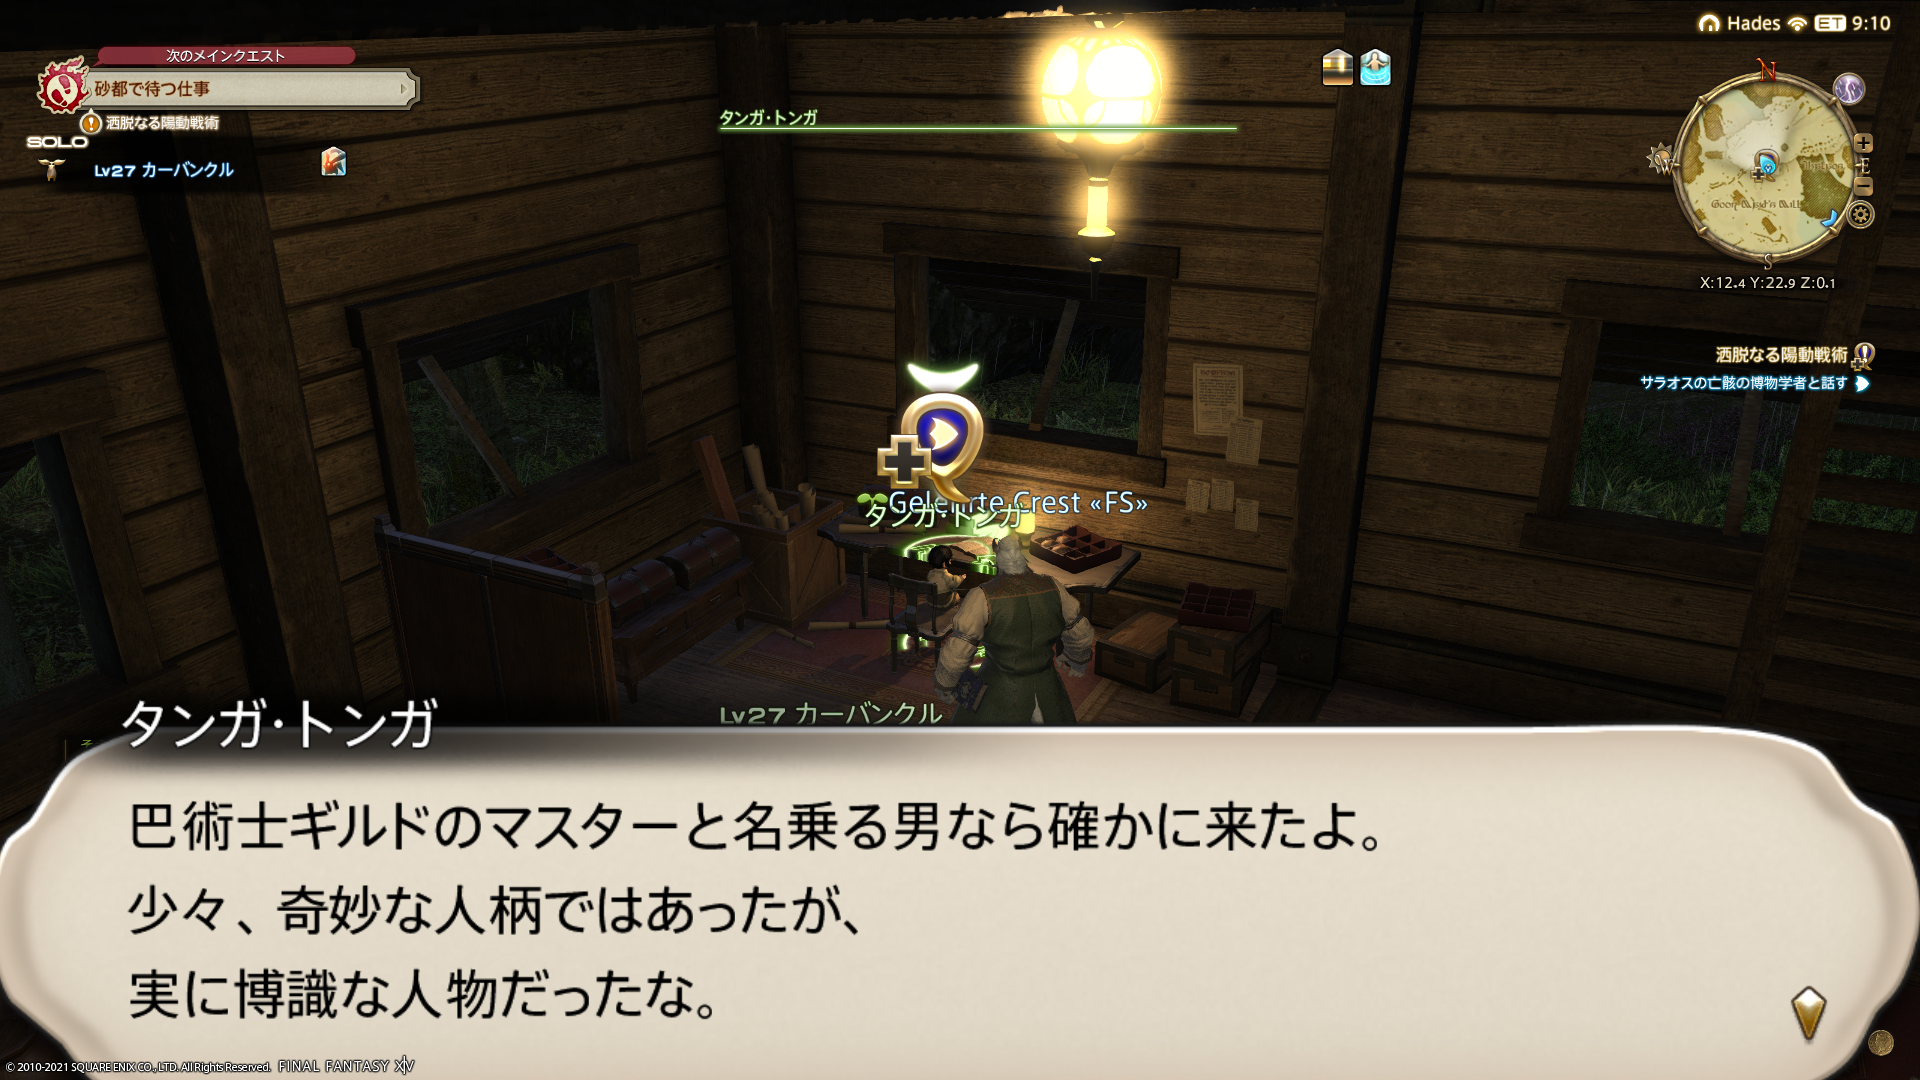 次のメインクエスト
砂都で待つ仕事
洒脱なる陽動戦術
SOLO
Lv27 カーバンクル
タンガ・トンガ
Hades ET 9:10
N
E
S
X:12.4 Y:22.9 Z:0.1
洒脱なる陽動戦術
サラオスの亡骸の博物学者と話す
Crest «FS»
タンガ・トンガ
Lv27 カーバンクル
タンガ・トンガ
巴術士ギルドのマスターと名乗る男なら確かに来たよ。
少々、奇妙な人柄ではあったが、
実に博識な人物だったな。
© 2010-2021 SQUARE ENIX CO., LTD. All Rights Reserved. FINAL FANTASY XIV